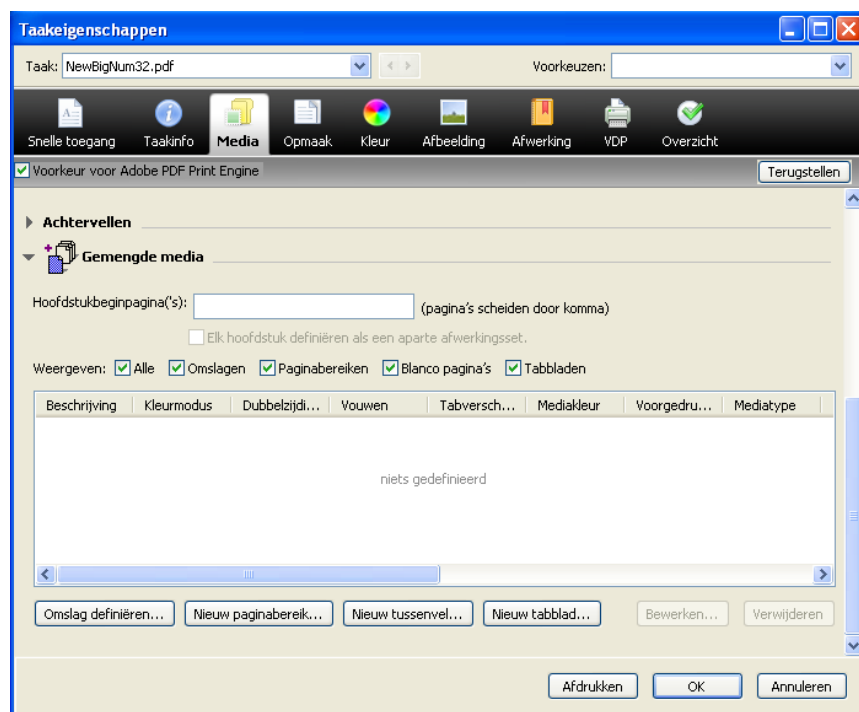 Taakeigenschappen
Taak: NewBigNum32.pdf Voorkeuzen:
Snelle toegang Taakinfo Media Opmaak Kleur Afbeelding Afwerking VDP Overzicht
Voorkeur voor Adobe PDF Print Engine Terugstellen
Achtervellen
Gemengde media
Hoofdstukbeginpagina('s): (pagina's scheiden door komma)
Elk hoofdstuk definiëren als een aparte afwerkingsset.
Weergeven: Alle Omslagen Paginabereiken Blanco pagina's Tabbladen
Beschrijving Kleurmodus Dubbelzijdi... Vouwen Tabversch... Mediakleur Voorgedru... Mediatype
niets gedefinieerd
Omslag definiëren... Nieuw paginabereik... Nieuw tussenvel... Nieuw tabblad... Bewerken... Verwijderen
Afdrukken OK Annuleren